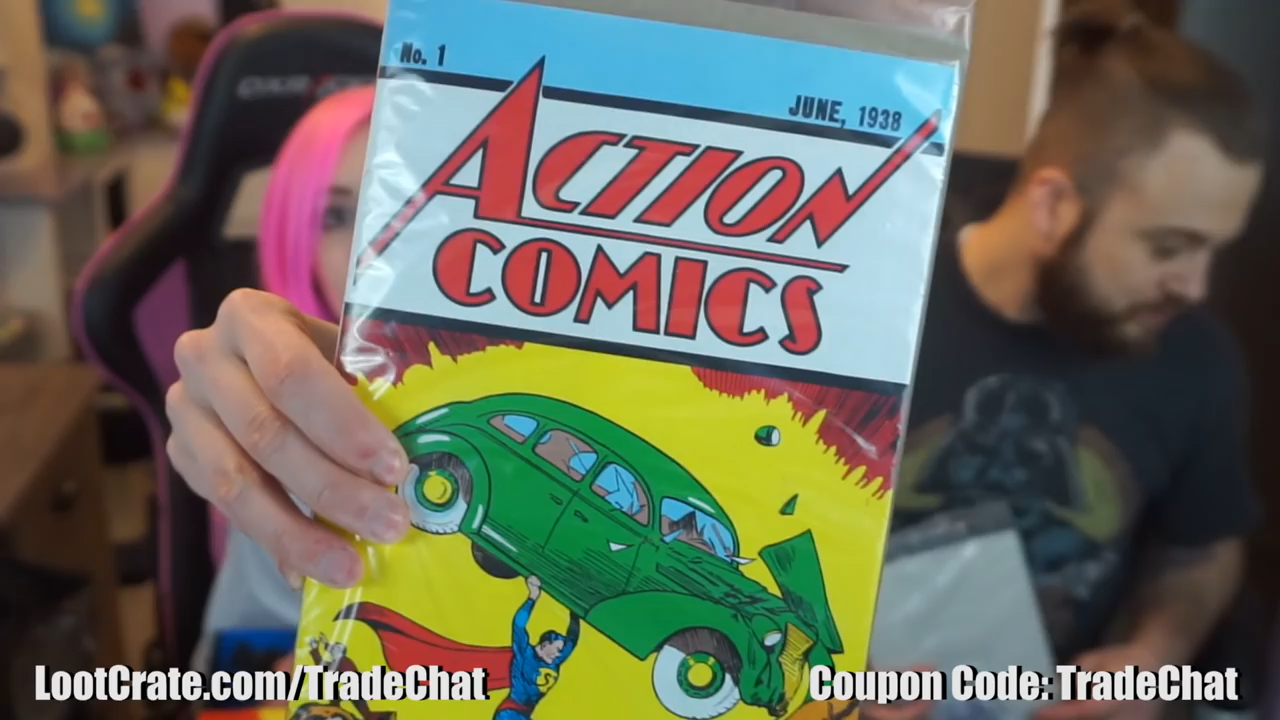 No. 1
JUNE, 1938
ACTION
COMICS
S
LootCrate.com/TradeChat
Coupon Code: TradeChat